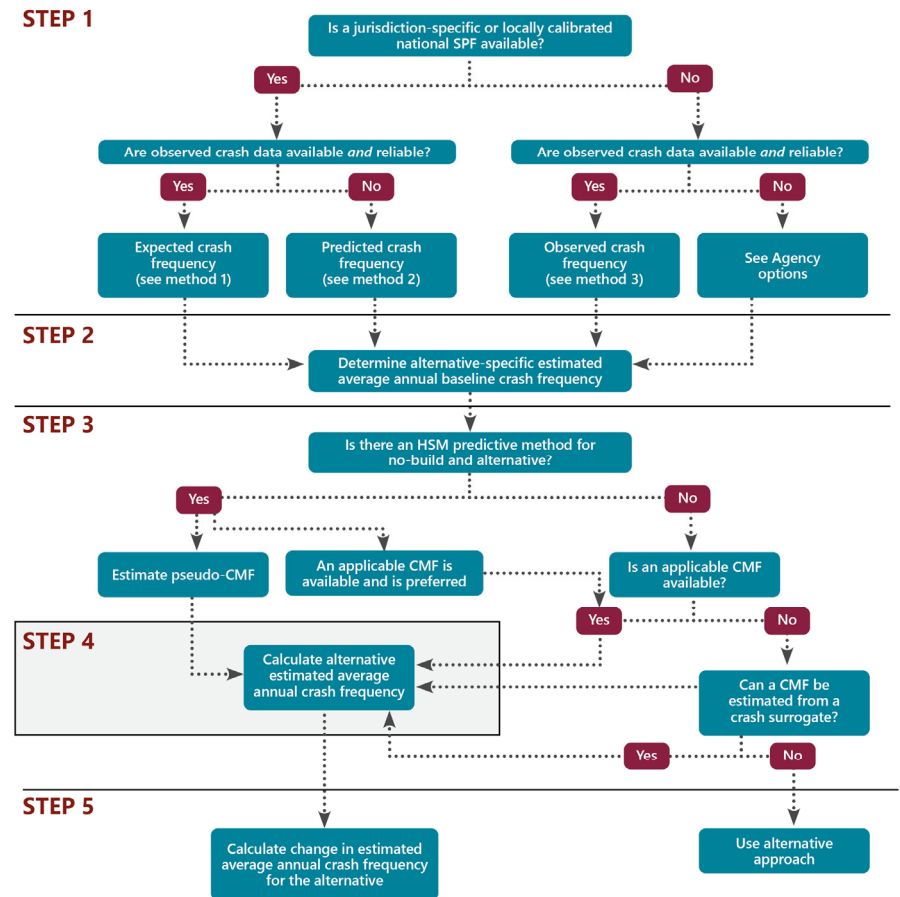 STEP 1
Is a jurisdiction-specific or locally calibrated
national SPF available?
Yes
No
Are observed crash data available and reliable?
Are observed crash data available and reliable?
Yes
No
Yes
No
Expected crash
frequency
(see method 1)
Predicted crash
frequency
(see method 2)
Observed crash
frequency
(see method 3)
See Agency
options
STEP 2
Determine alternative-specific estimated
average annual baseline crash frequency
STEP 3
Is there an HSM predictive method for
no-build and alternative?
Yes
No
Estimate pseudo-CMF
An applicable CMF is
available and is preferred
Is an applicable CMF
available?
Yes
No
STEP 4
Calculate alternative
estimated average
annual crash frequency
Can a CMF be
estimated from a
crash surrogate?
Yes
No
STEP 5
Calculate change in estimated
average annual crash frequency
for the alternative
Use alternative
approach